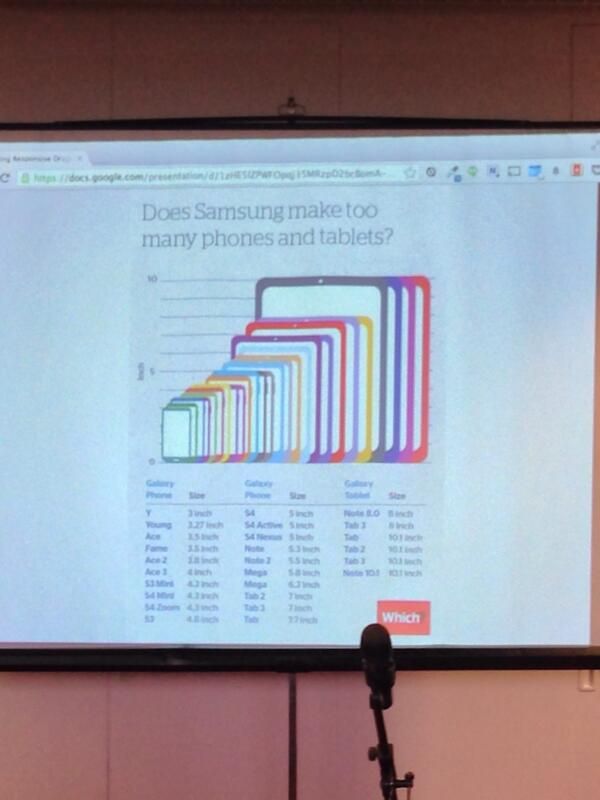 ng Responsive Desi
https://docs.google.com/presentation/d/
Does Samsung make too
many phones and tablets?
10
Inch
5
0
Galaxy Phone Size
Y 3 inch
Young 3.27 inch
Ace 3.5 inch
Fame 3.5 inch
Ace 2 3.8 inch
Ace 3 4 inch
S3 Mini 4.3 inch
S4 Mini 4.3 inch
S4 Zoom 4.3 inch
S3 4.8 inch
Galaxy Phone Size
S4 5 inch
S4 Active 5 inch
S4 Nexus 5 inch
Note 5.3 inch
Note 2 5.5 inch
Mega 5.8 inch
Mega 6.3 inch
Tab 2 7 inch
Tab 3 7 inch
Tab 7.7 inch
Galaxy Tablet Size
Note 8.0 8 inch
Tab 3 8 inch
Tab 10.1 inch
Tab 2 10.1 inch
Tab 3 10.1 inch
Note 10.1 10.1 inch
Which?